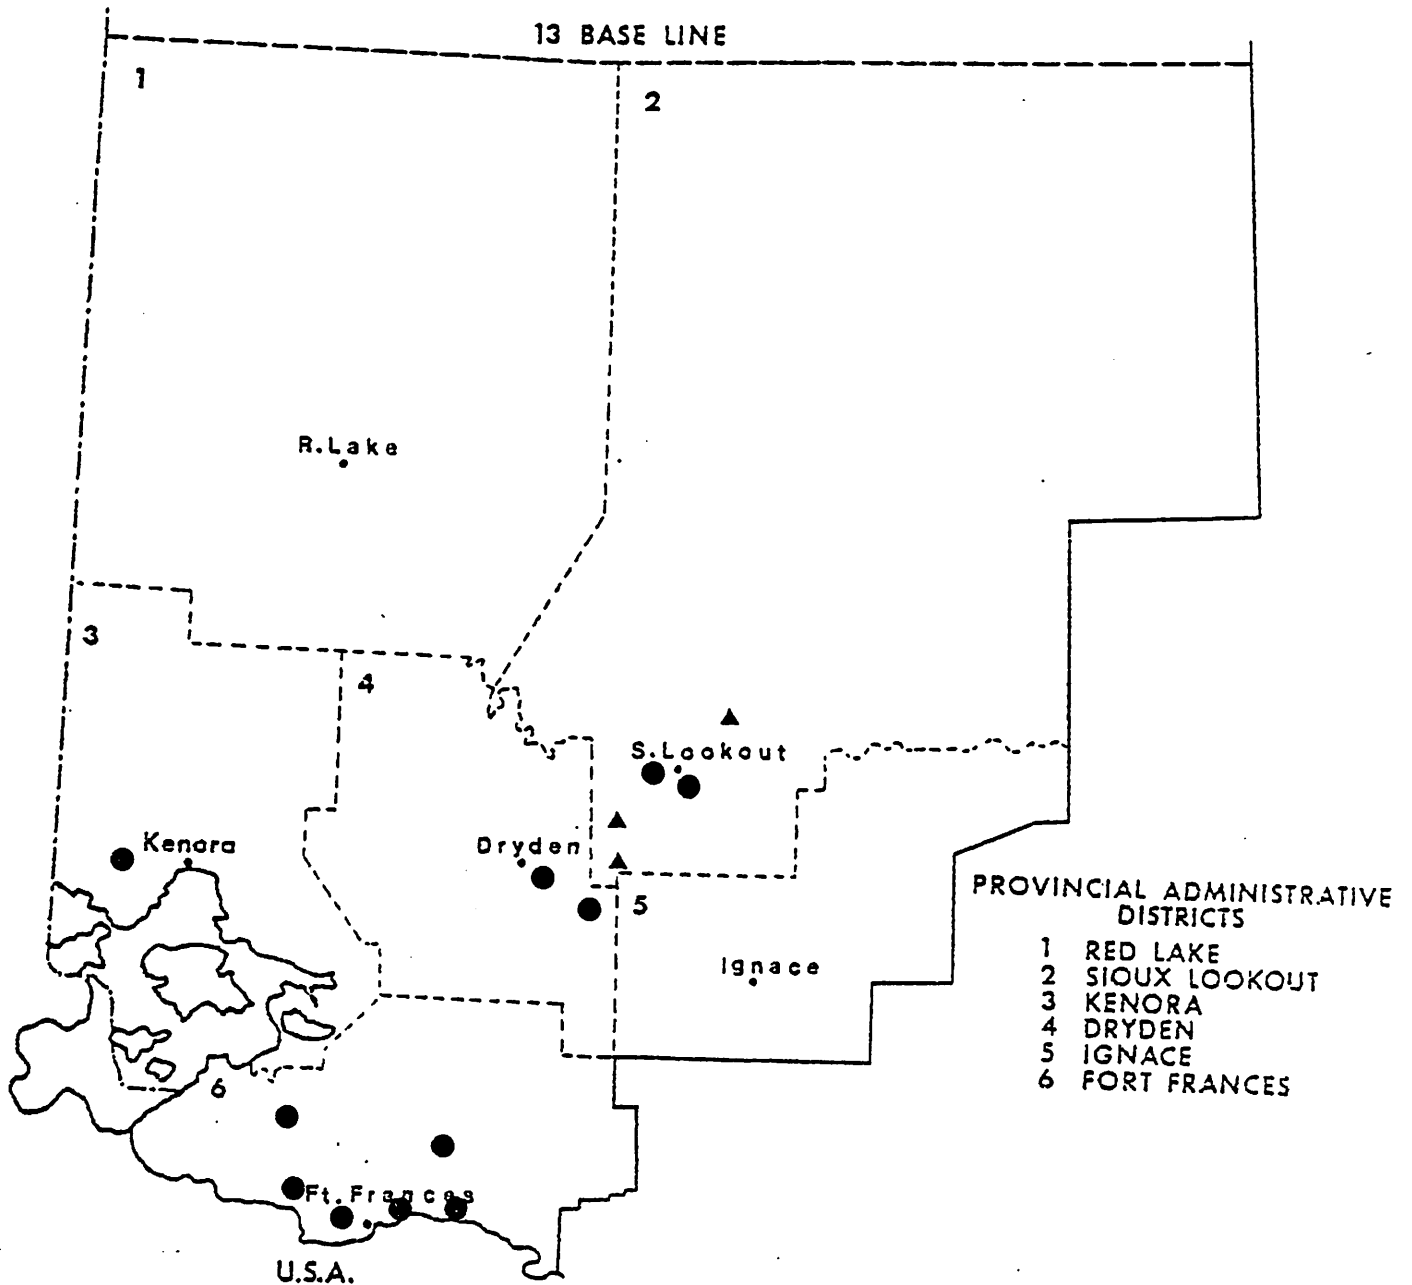 13 BASE LINE
1
2
R.Lake
3
4
S.Lookout
Kenora
Dryden
5
Ignace
PROVINCIAL ADMINISTRATIVE
DISTRICTS
1 RED LAKE
2 SIOUX LOOKOUT
3 KENORA
4 DRYDEN
5 IGNACE
6 FORT FRANCES
6
Ft.Frances
U.S.A.